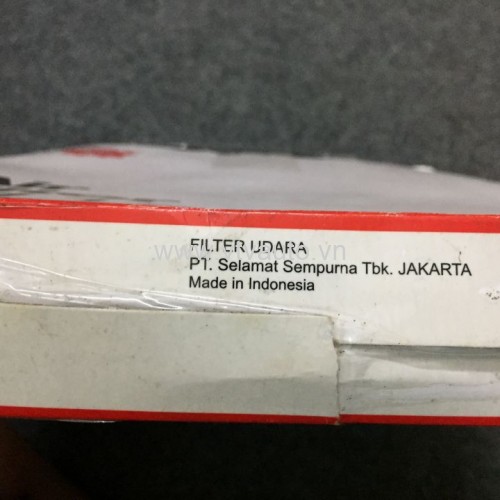 FILTER UDARA
PT. Selamat Sempurna Tbk. JAKARTA
Made in Indonesia